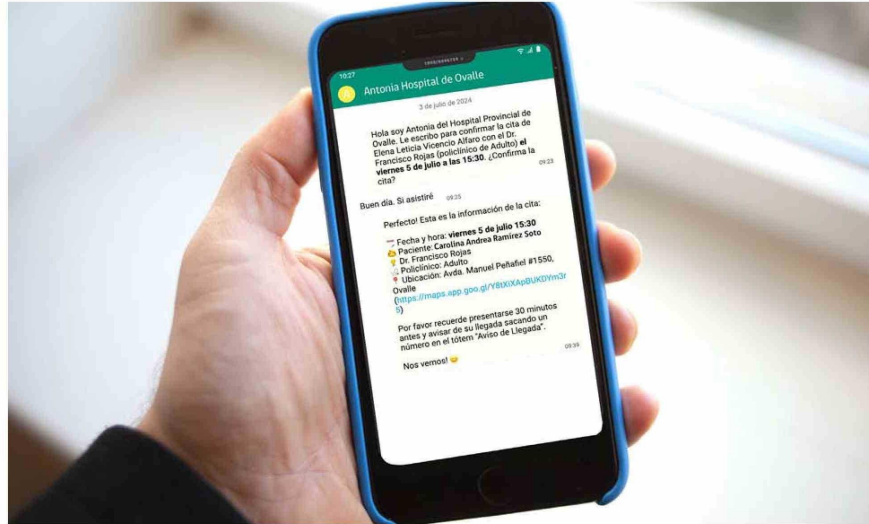 10:27
Antonia Hospital de Ovalle
3 de julio de 2024
Hola soy Antonia del Hospital Provincial de
Ovalle. Le escribo para confirmar la cita de
Elena Leticia Vicencio Alfaro con el Dr.
Francisco Rojas (policlínico de Adulto) el
viernes 5 de julio a las 15:30. ¿Confirma la
cita?
09:23
Buen día. Si asistiré
09:25
Perfecto! Esta es la información de la cita:
Fecha y hora: viernes 5 de julio 15:30
Paciente: Carolina Andrea Ramírez Soto
Dr. Francisco Rojas
Policlínico: Adulto
Ubicación: Avda. Manuel Peñafiel #1550,
Ovalle
(https://maps.app.goo.gl/Y8tXiXApBUKDYm3r
5)
Por favor recuerde presentarse 30 minutos
antes y avisar de su llegada sacando un
número en el tótem "Aviso de Llegada".
Nos vemos!